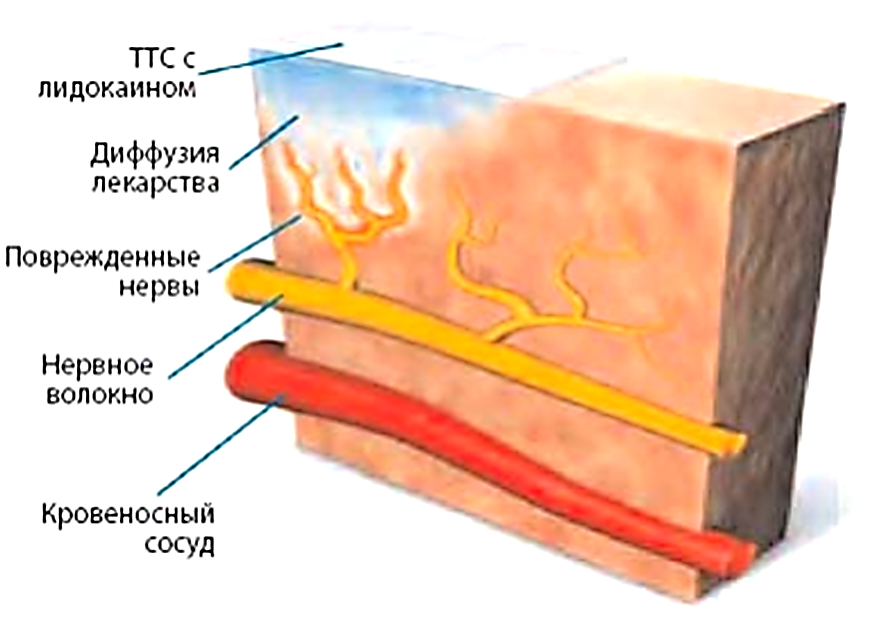 ТТС с
лидокаином
Диффузия
лекарства
Поврежденные
нервы
Нервное
волокно
Кровеносный
сосуд